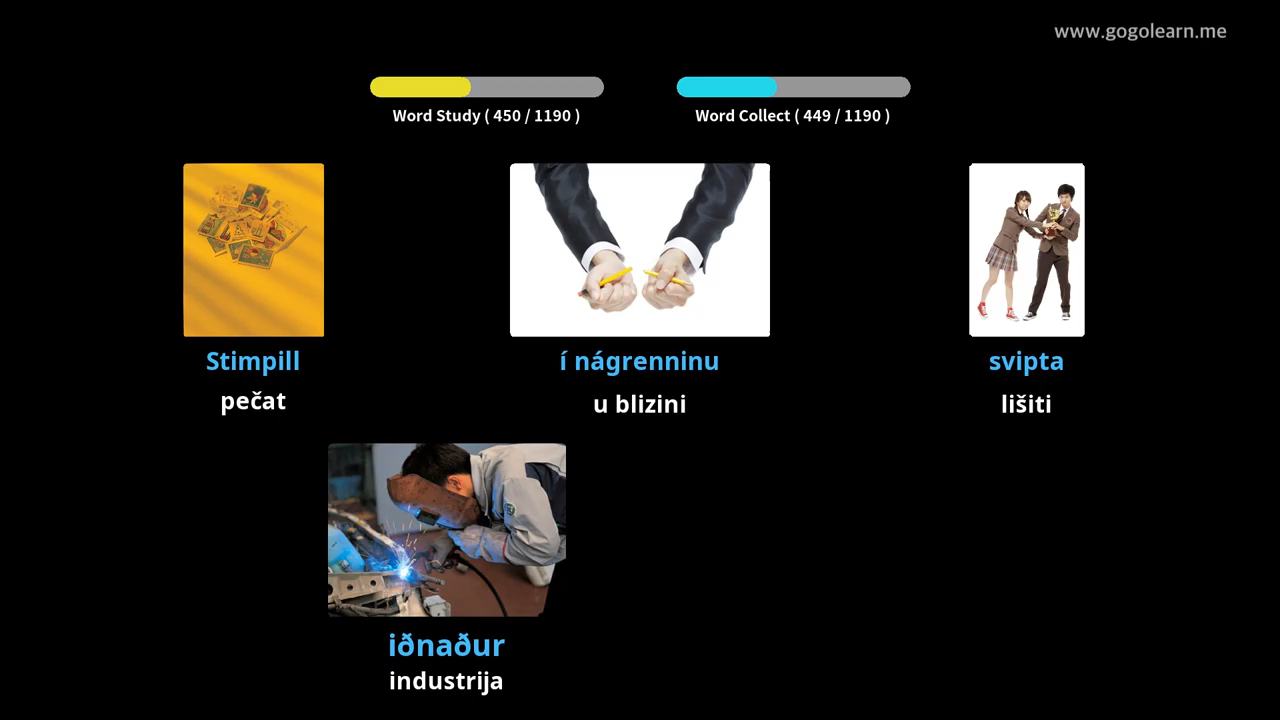 www.gogolearn.me
Word Study ( 450 / 1190 )
Word Collect ( 449 / 1190 )
Stimpill
pečat
í nágrenninu
u blizini
svipta
lišiti
iðnaður
industrija